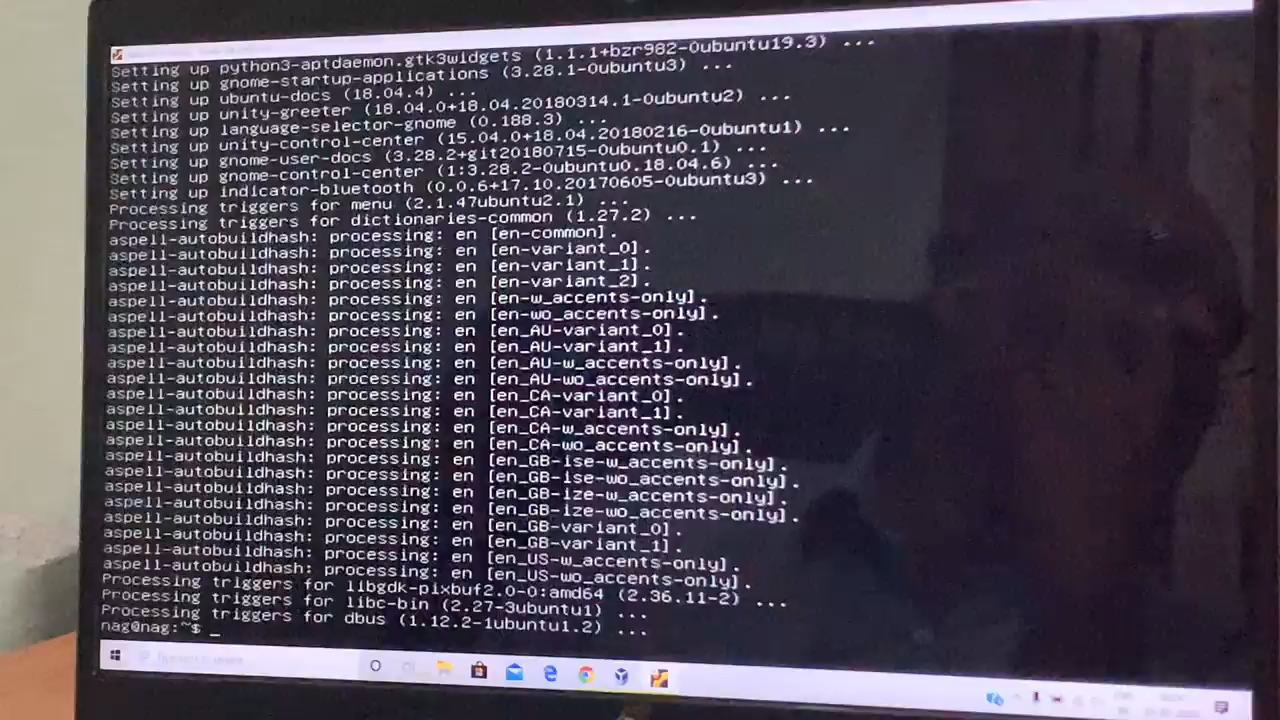 Setting up python3-aptdaemon.gtk3widgets (1.1.1+bzr982-0ubuntu19.3) ...
Setting up gnome-startup-applications (3.28.1-0ubuntu3) ...
Setting up ubuntu-docs (18.04.4) ...
Setting up unity-greeter (18.04.0+18.04.20180314.1-0ubuntu2) ...
Setting up language-selector-gnome (0.188.3) ...
Setting up unity-control-center (15.04.0+18.04.20180216-0ubuntu1) ...
Setting up gnome-user-docs (3.28.2+git20180715-0ubuntu0.1) ...
Setting up gnome-control-center (1:3.28.2-0ubuntu0.18.04.6) ...
Setting up indicator-bluetooth (0.0.6+17.10.20170605-0ubuntu3) ...
Processing triggers for menu (2.1.47ubuntu2.1) ...
Processing triggers for dictionaries-common (1.27.2) ...
aspell-autobuildhash: processing: en [en-common].
aspell-autobuildhash: processing: en [en-variant_0].
aspell-autobuildhash: processing: en [en-variant_1].
aspell-autobuildhash: processing: en [en-variant_2].
aspell-autobuildhash: processing: en [en-w_accents-only].
aspell-autobuildhash: processing: en [en-wo_accents-only].
aspell-autobuildhash: processing: en [en_AU-variant_0].
aspell-autobuildhash: processing: en [en_AU-variant_1].
aspell-autobuildhash: processing: en [en_AU-w_accents-only].
aspell-autobuildhash: processing: en [en_AU-wo_accents-only].
aspell-autobuildhash: processing: en [en_CA-variant_0].
aspell-autobuildhash: processing: en [en_CA-variant_1].
aspell-autobuildhash: processing: en [en_CA-w_accents-only].
aspell-autobuildhash: processing: en [en_CA-wo_accents-only].
aspell-autobuildhash: processing: en [en_GB-ise-w_accents-only].
aspell-autobuildhash: processing: en [en_GB-ise-wo_accents-only].
aspell-autobuildhash: processing: en [en_GB-ize-w_accents-only].
aspell-autobuildhash: processing: en [en_GB-ize-wo_accents-only].
aspell-autobuildhash: processing: en [en_GB-variant_0].
aspell-autobuildhash: processing: en [en_GB-variant_1].
aspell-autobuildhash: processing: en [en_US-w_accents-only].
aspell-autobuildhash: processing: en [en_US-wo_accents-only].
Processing triggers for libgdk-pixbuf2.0-0:amd64 (2.36.11-2) ...
Processing triggers for libc-bin (2.27-3ubuntu1) ...
Processing triggers for dbus (1.12.2-1ubuntu1.2) ...
nag@nag:~$ _